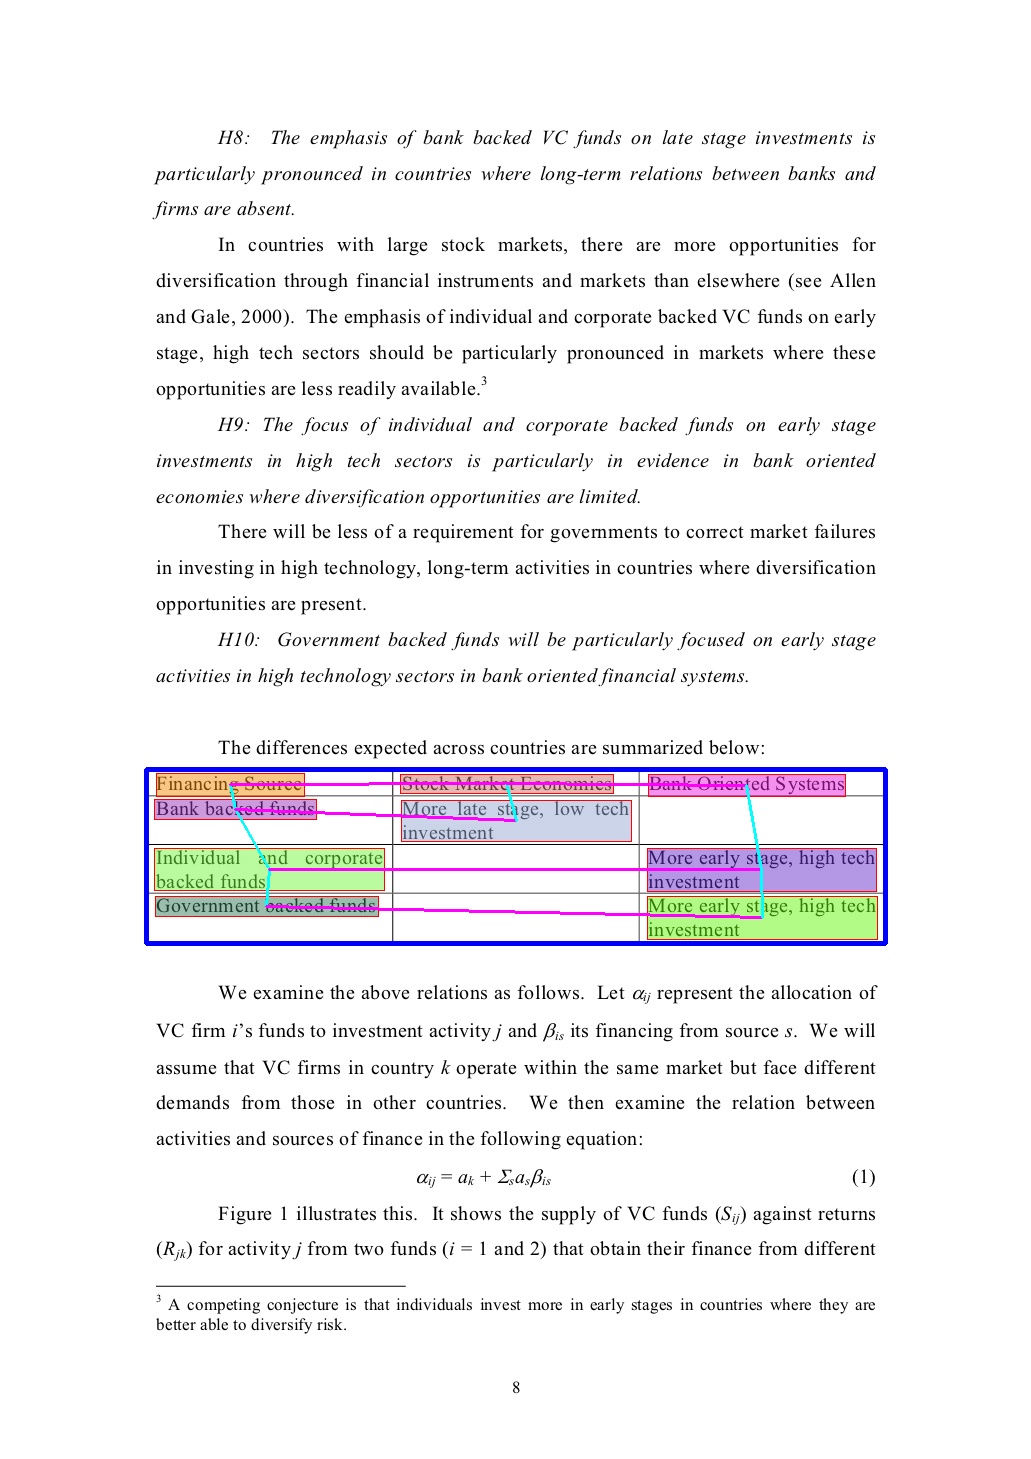 H8: The emphasis of bank backed VC funds on late stage investments is
particularly pronounced in countries where long-term relations between banks and
firms are absent.
In countries with large stock markets, there are more opportunities for
diversification through financial instruments and markets than elsewhere (see Allen
and Gale, 2000). The emphasis of individual and corporate backed VC funds on early
stage, high tech sectors should be particularly pronounced in markets where these
opportunities are less readily available.3
H9: The focus of individual and corporate backed funds on early stage
investments in high tech sectors is particularly in evidence in bank oriented
economies where diversification opportunities are limited.
There will be less of a requirement for governments to correct market failures
in investing in high technology, long-term activities in countries where diversification
opportunities are present.
H10: Government backed funds will be particularly focused on early stage
activities in high technology sectors in bank oriented financial systems.
The differences expected across countries are summarized below:
Financing Source Stock Market Economies Bank Oriented Systems
Bank backed funds More late stage, low tech
investment
Individual and corporate More early stage, high tech
backed funds investment
Government backed funds More early stage, high tech
investment
We examine the above relations as follows. Let αij represent the allocation of
VC firm i's funds to investment activity j and βis its financing from source s. We will
assume that VC firms in country k operate within the same market but face different
demands from those in other countries. We then examine the relation between
activities and sources of finance in the following equation:
αij = ak + Σsasβis (1)
Figure 1 illustrates this. It shows the supply of VC funds (Sij) against returns
(Rjk) for activity j from two funds (i = 1 and 2) that obtain their finance from different
3 A competing conjecture is that individuals invest more in early stages in countries where they are
better able to diversify risk.
8